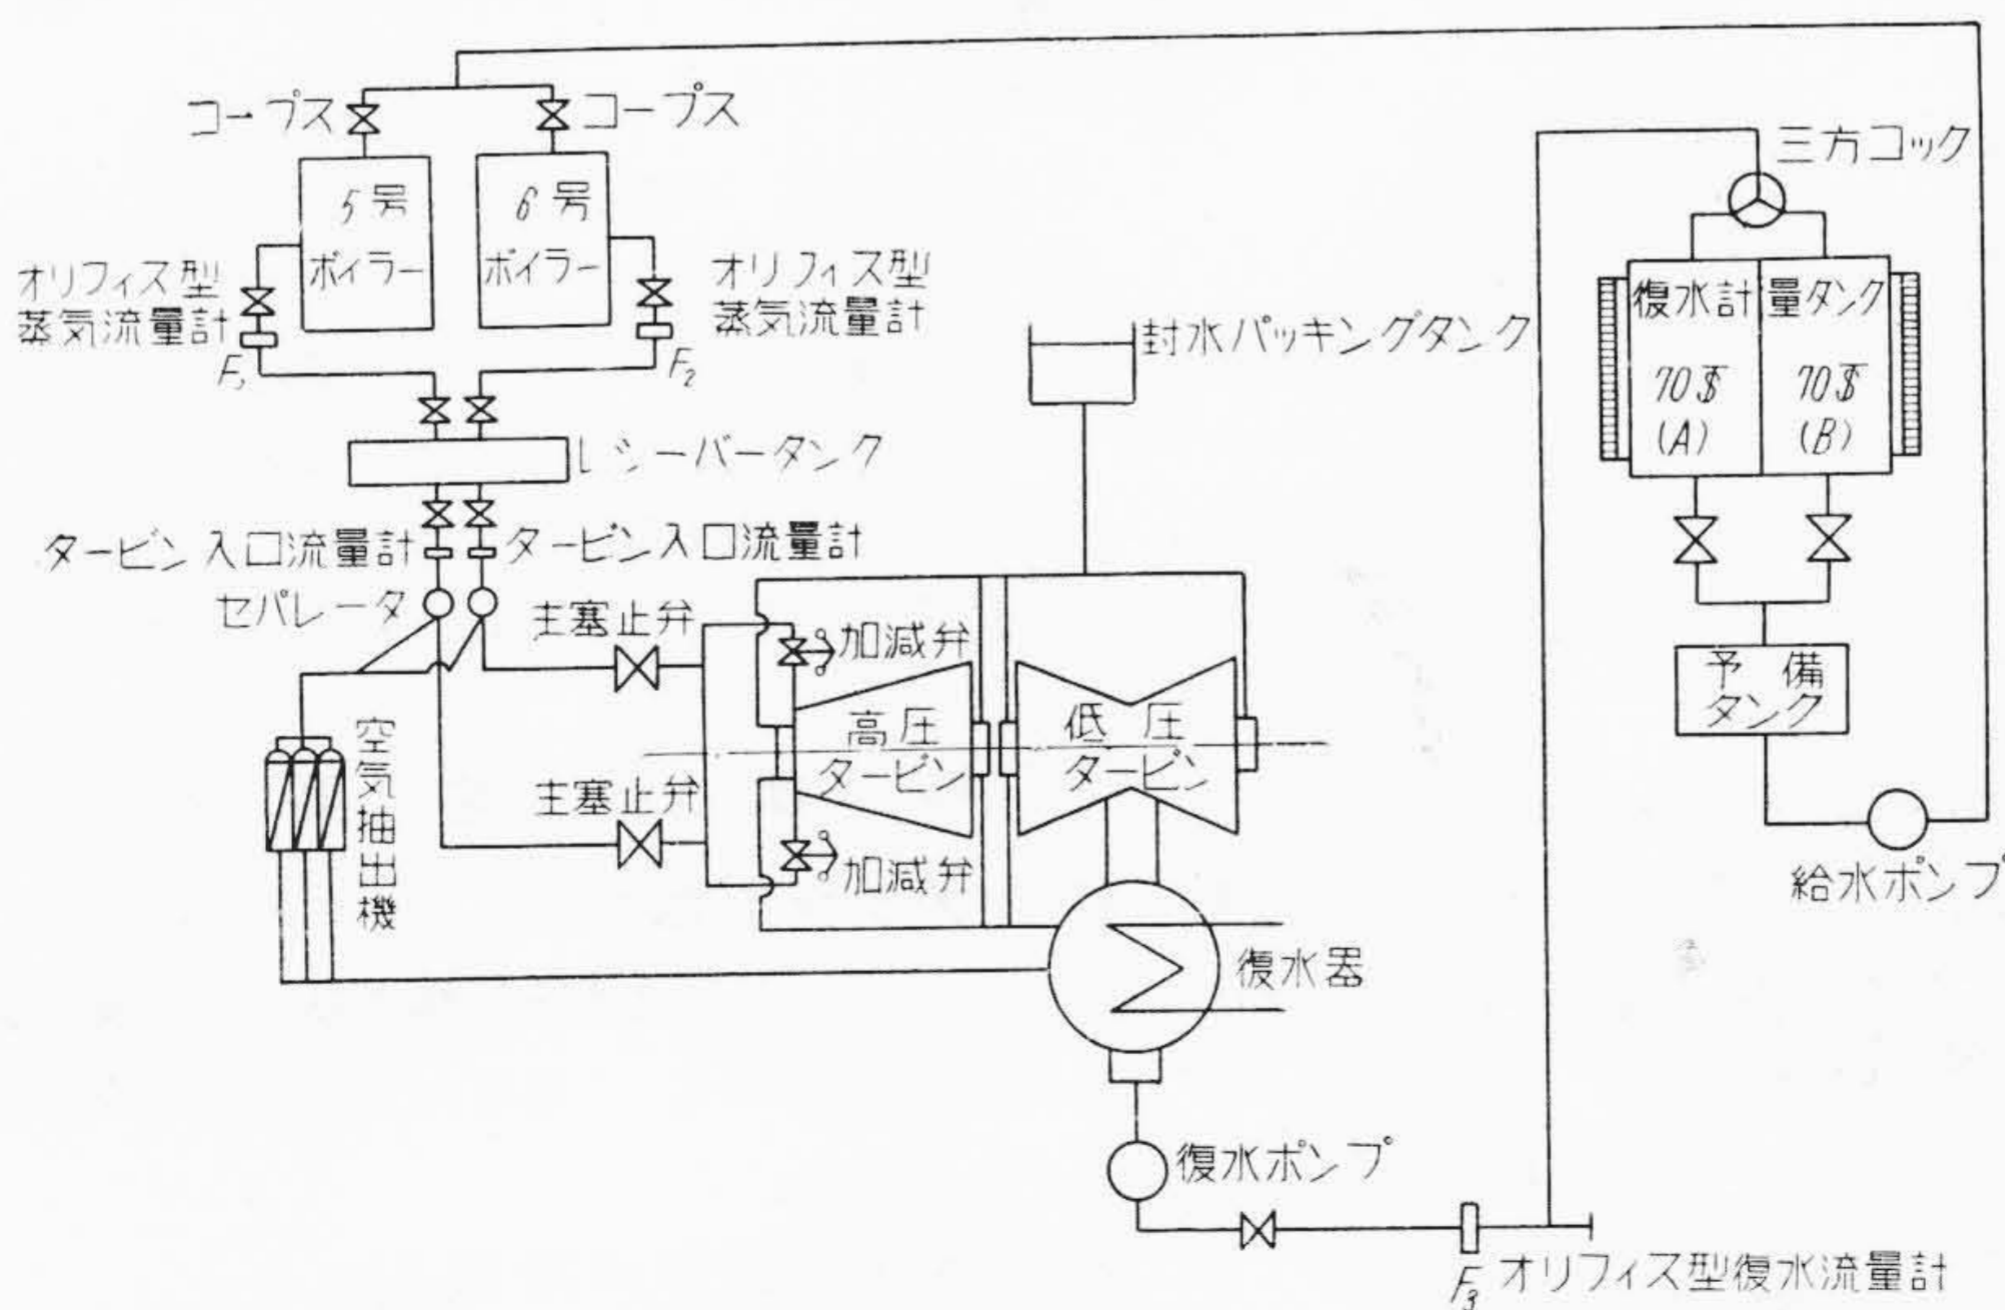 コープス
コープス
三方コック
5号
ボイラー
6号
ボイラー
オリフィス型
蒸気流量計
オリフィス型
蒸気流量計
F₁
F₂
復水計量タンク
70
(A)
70
(B)
封水パッキングタンク
レシーバータンク
タービン入口流量計
タービン入口流量計
セパレータ
主塞止弁
加減弁
予備
タンク
高圧
タービン
低圧
タービン
空気抽出機
主塞止弁
加減弁
給水ポンプ
復水器
復水ポンプ
F₃
オリフィス型復水流量計